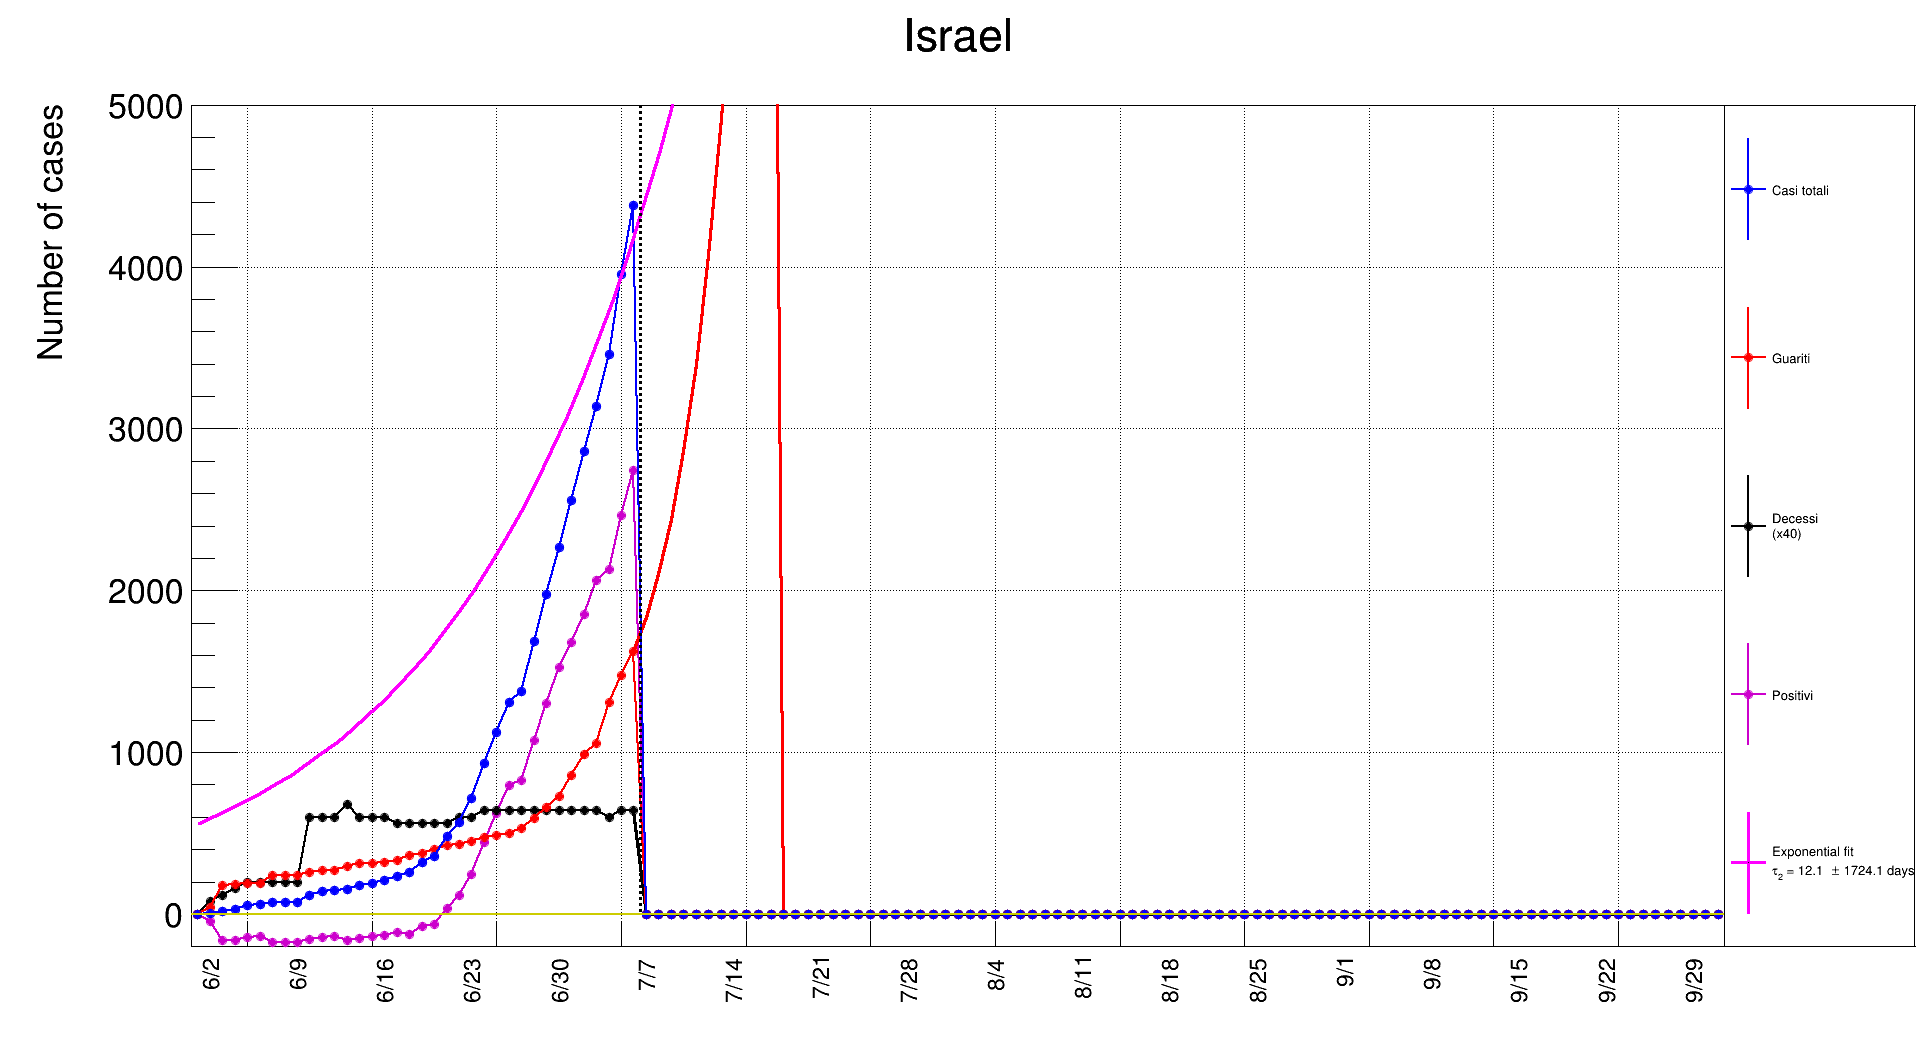 Israel
Number of cases
5000
4000
3000
2000
1000
0
6/2 6/9 6/16 6/23 6/30 7/7 7/14 7/21 7/28 8/4 8/11 8/18 8/25 9/1 9/8 9/15 9/22 9/29
Casi totali
Guariti
Decessi
(x40)
Positivi
Exponential fit
τ2 = 12.1 ± 1724.1 days